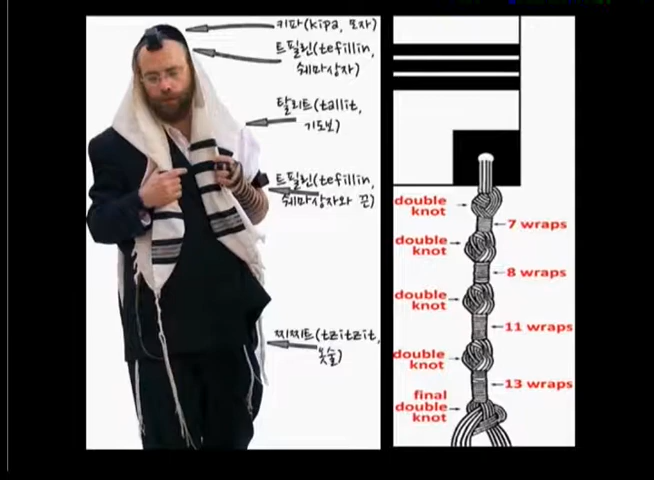 키파(kipa, 모자)
트필린(tefillin,
쉐마상자)
탈리트(tallit,
기도보)
트필린(tefillin,
쉐마상자와 끈)
찌찌트(tzitzit,
옷술)
double
knot
7 wraps
double
knot
8 wraps
double
knot
11 wraps
double
knot
13 wraps
final
double
knot